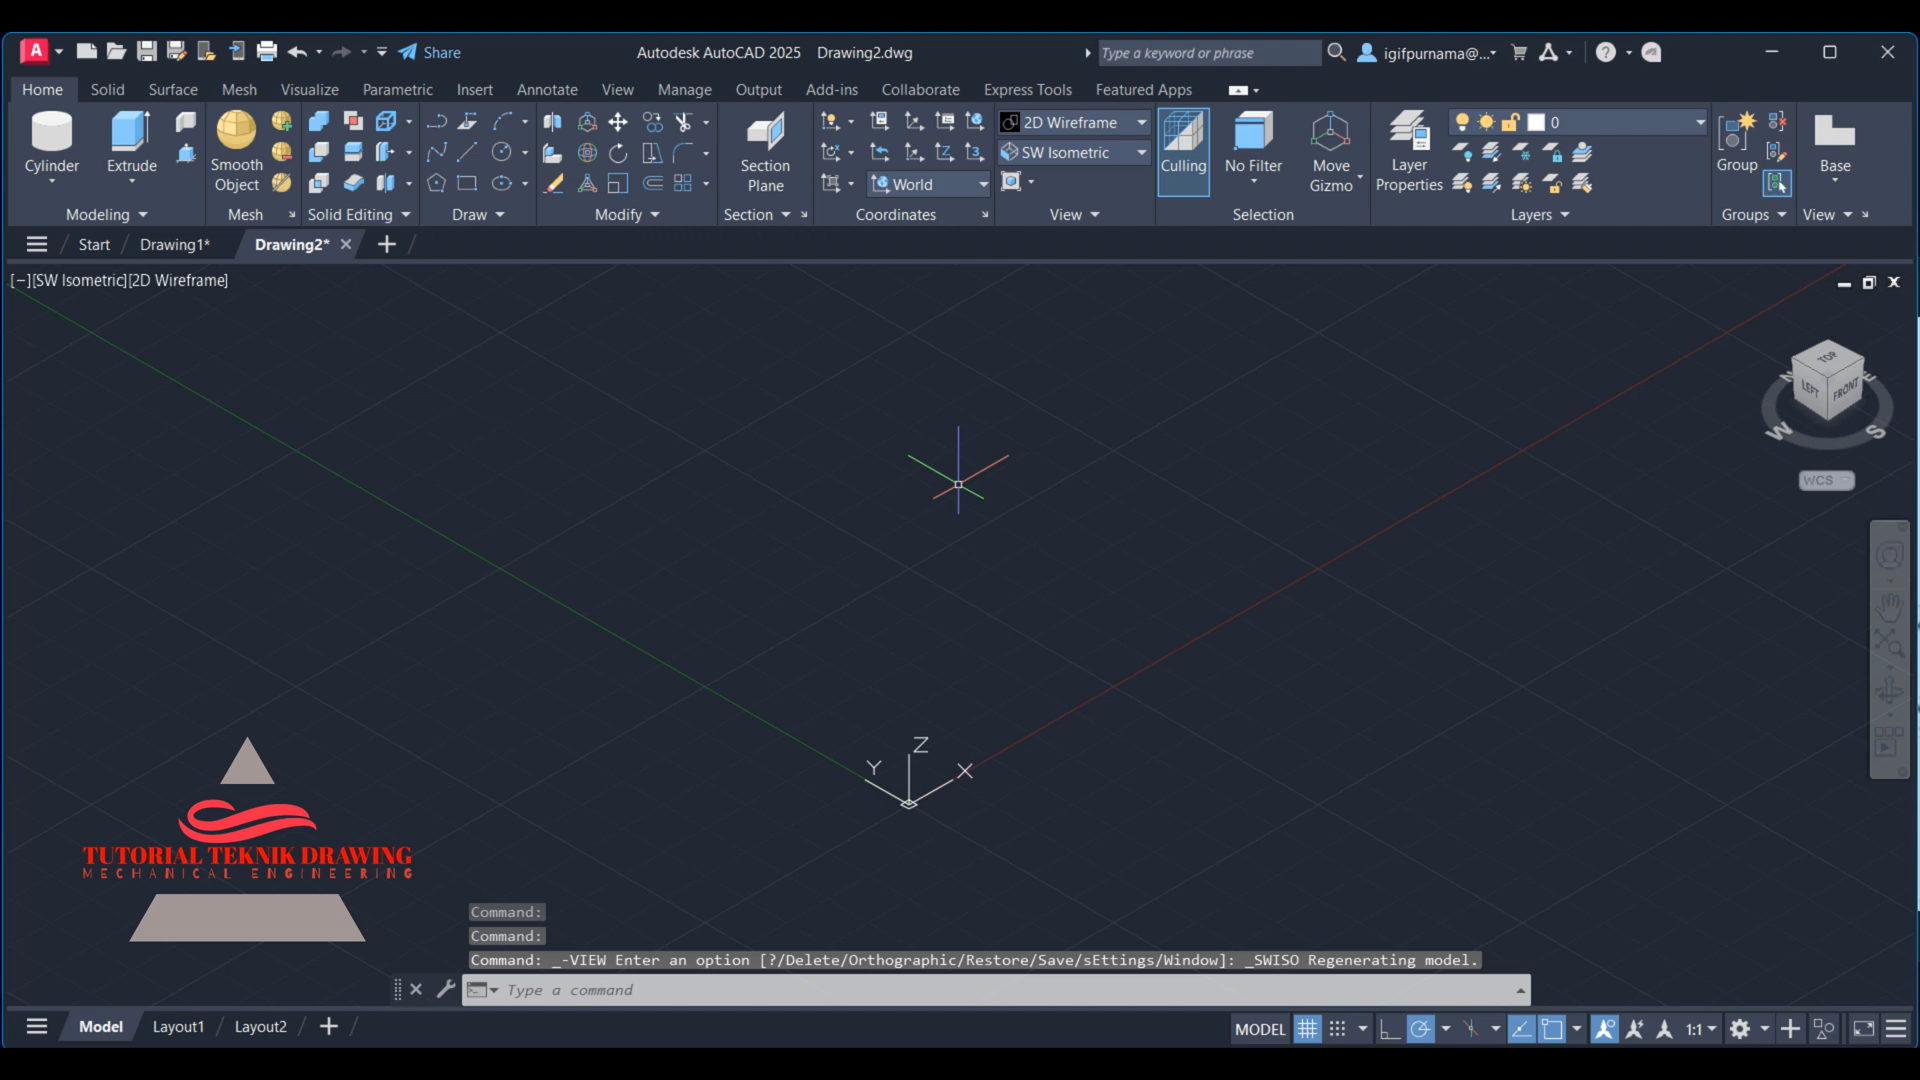 A Share Autodesk AutoCAD 2025 Drawing2.dwg Type a keyword or phrase igifpurnama@...
Home Solid Surface Mesh Visualize Parametric Insert Annotate View Manage Output Add-ins Collaborate Express Tools Featured Apps
Cylinder Extrude Smooth Object Section Plane World 2D Wireframe SW Isometric Culling No Filter Move Gizmo Layer Properties 0 Group Base
Modeling Mesh Solid Editing Draw Modify Section Coordinates View Selection Layers Groups View
Start Drawing1* Drawing2*
[−][SW Isometric][2D Wireframe]
TOP
LEFT FRONT
N E
W S
WCS
Z
Y X
TUTORIAL TEKNIK DRAWING
MECHANICAL ENGINEERING
Command:
Command:
Command: _-VIEW Enter an option [?/Delete/Orthographic/Restore/Save/sEttings/Window]: _SWISO Regenerating model.
Type a command
Model Layout1 Layout2 MODEL 1:1